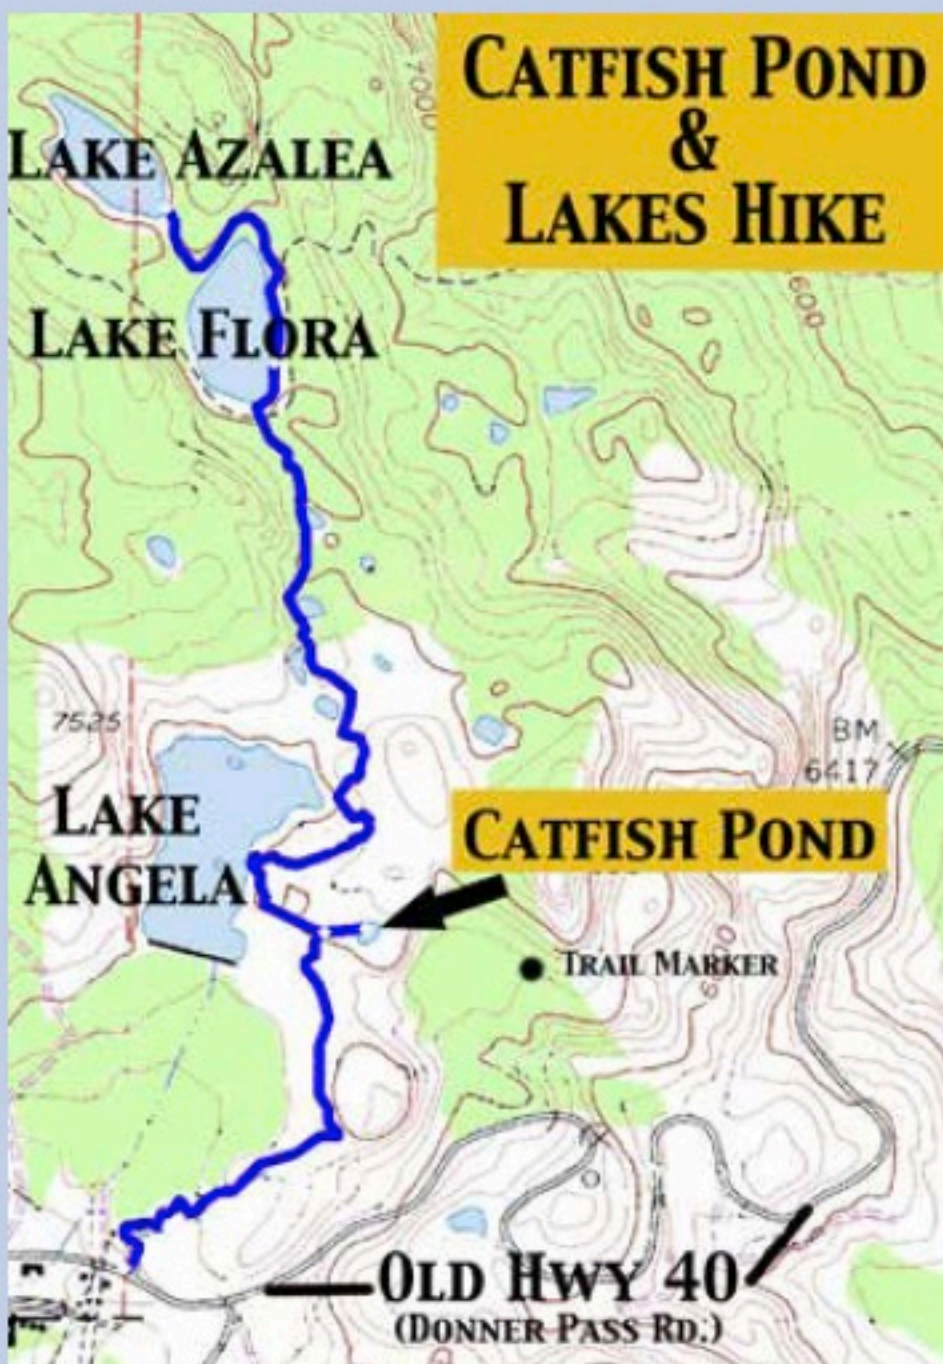 CATFISH POND
&
LAKES HIKE
7000
LAKE AZALEA
LAKE FLORA
7525
BM
6417
LAKE
ANGELA
CATFISH POND
TRAIL MARKER
OLD HWY 40
(DONNER PASS RD.)